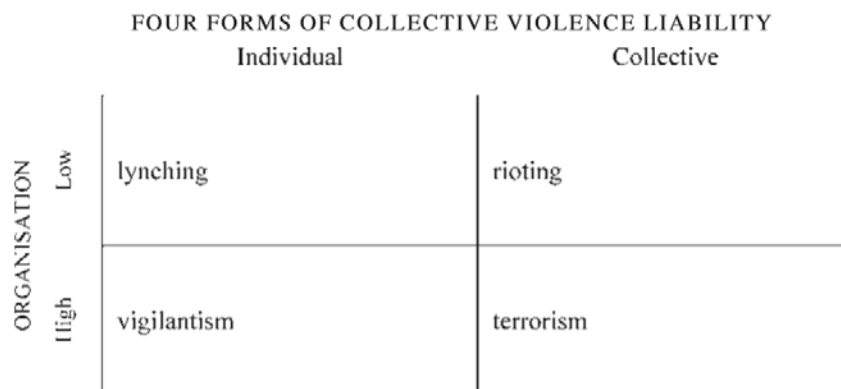 FOUR FORMS OF COLLECTIVE VIOLENCE LIABILITY
Individual Collective
ORGANISATION
Low
lynching rioting
High
vigilantism terrorism